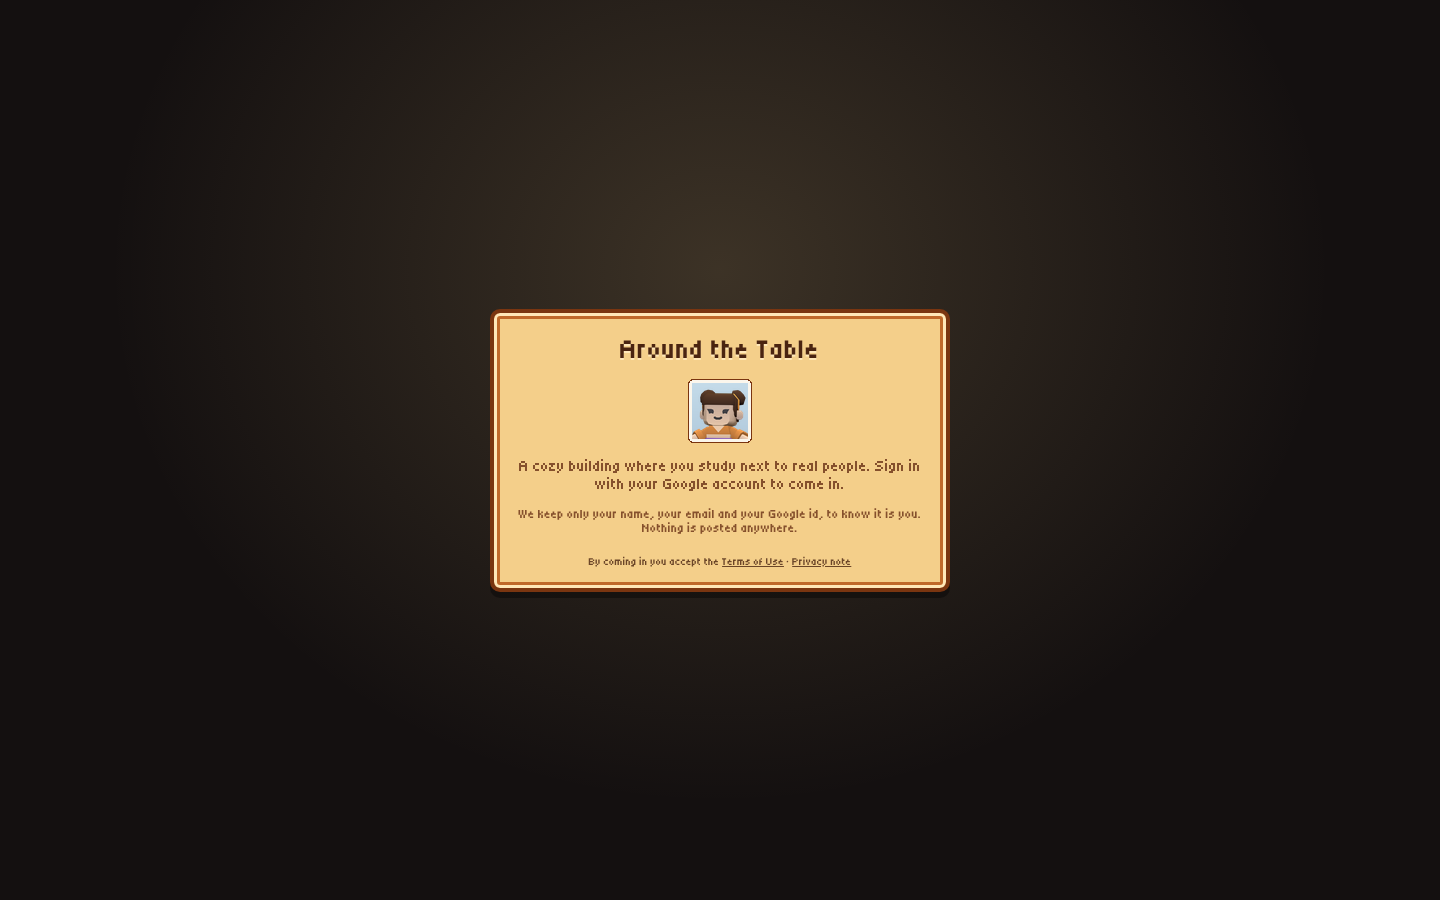 Around the Table
A cozy building where you study next to real people. Sign in
with your Google account to come in.
We keep only your name, your email and your Google id, to know it is you.
Nothing is posted anywhere.
By coming in you accept the Terms of Use · Privacy note